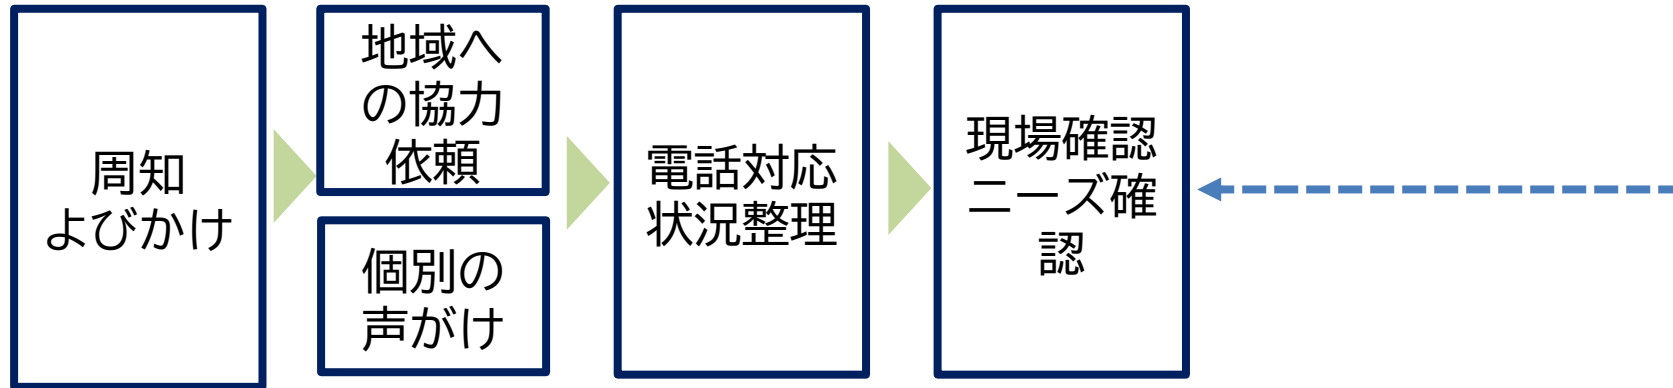 周知
よびかけ
地域へ
の協力
依頼
個別の
声がけ
電話対応
状況整理
現場確認
ニーズ確
認